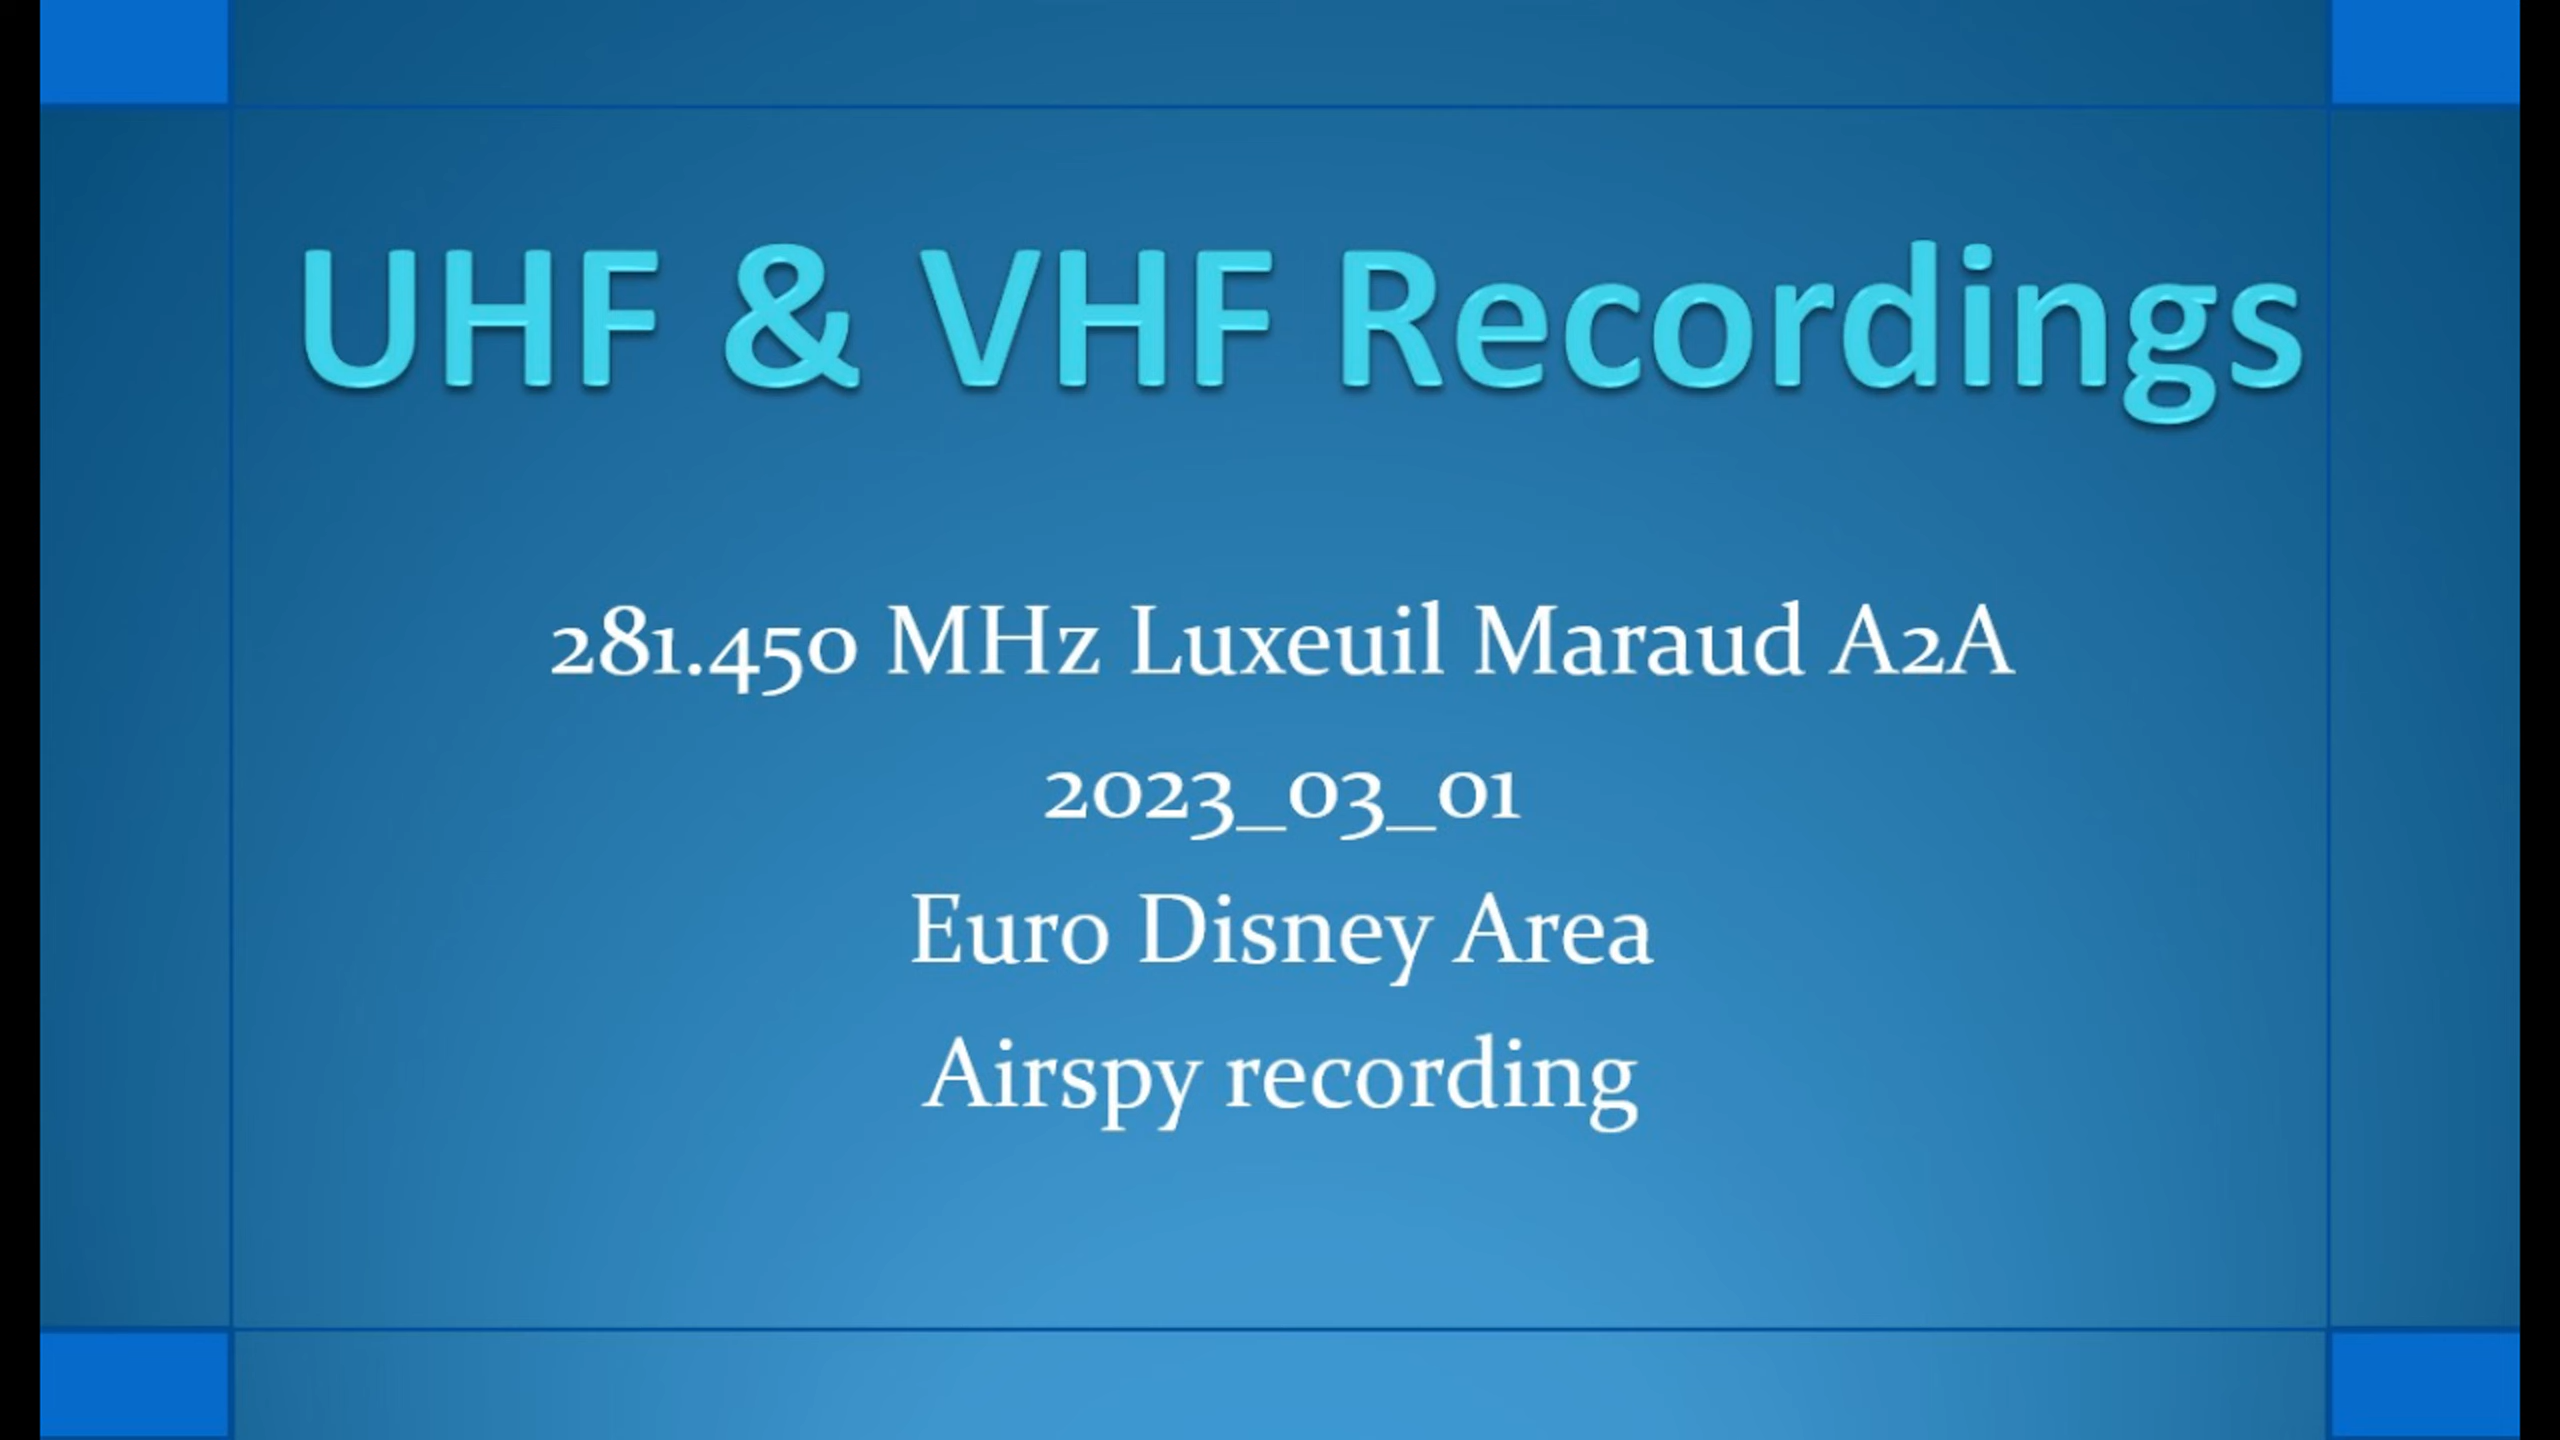 UHF & VHF Recordings
281.450 MHz Luxeuil Maraud A2A
2023_03_01
Euro Disney Area
Airspy recording